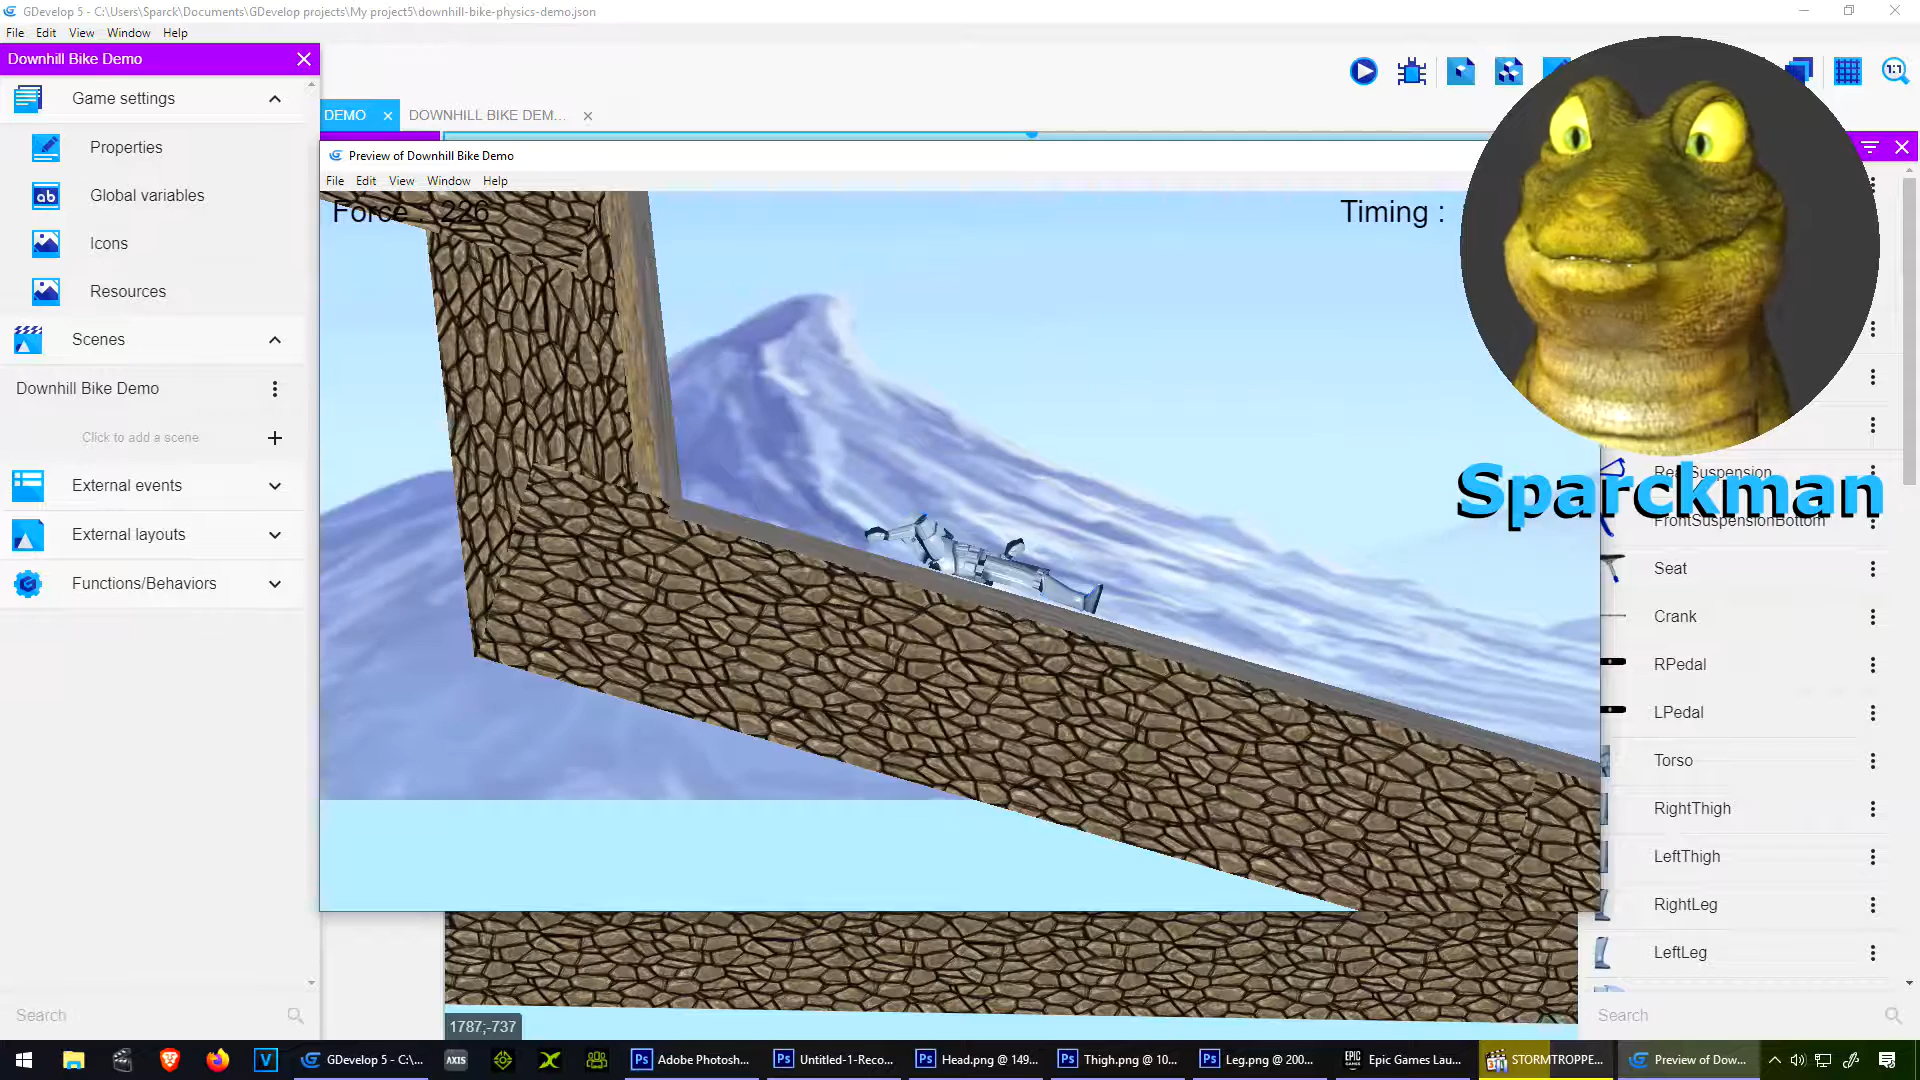 GDevelop 5 - C:\Users\Sparck\Documents\GDevelop projects\My project5\downhill-bike-physics-demo.json
File Edit View Window Help
Downhill Bike Demo
Game settings
Properties
Global variables
Icons
Resources
Scenes
Downhill Bike Demo
Click to add a scene
External events
External layouts
Functions/Behaviors
Search
DEMO
DOWNHILL BIKE DEM...
1:1
Preview of Downhill Bike Demo
File Edit View Window Help
Force : 226
Timing :
Sparckman
FrontSuspensionBottom
Seat
Crank
RPedal
LPedal
Torso
RightThigh
LeftThigh
RightLeg
LeftLeg
Search
1787;-737
GDevelop 5 - C:\...
AXIS
Adobe Photosh...
Untitled-1-Reco...
Head.png @ 149...
Thigh.png @ 10...
Leg.png @ 200...
Epic Games Lau...
STORMTROPPE...
Preview of Dow...